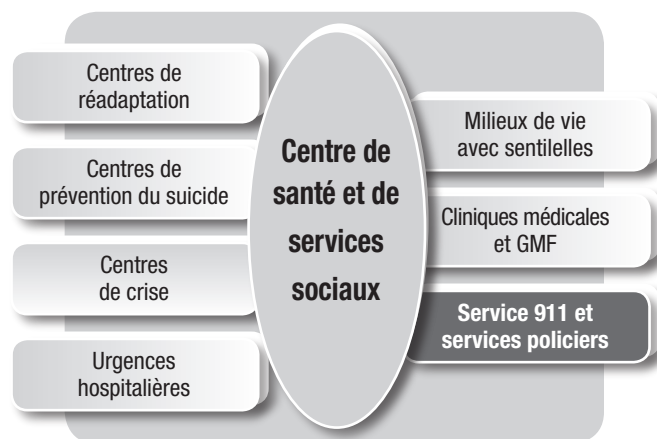 Centres de
réadaptation
Centres de
prévention du suicide
Centres
de crise
Urgences
hospitalières
Centre de
santé et de
services
sociaux
Milieux de vie
avec sentilelles
Cliniques médicales
et GMF
Service 911 et
services policiers